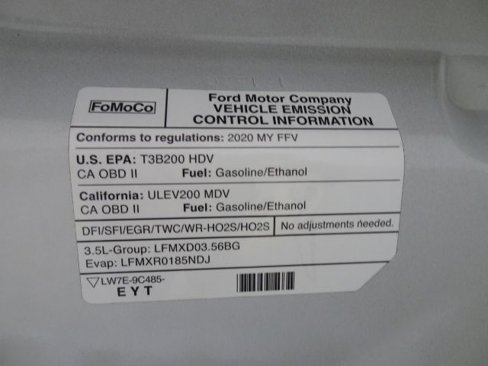 FoMoCo
Ford Motor Company
VEHICLE EMISSION
CONTROL INFORMATION
Conforms to regulations: 2020 MY FFV
U.S. EPA: T3B200 HDV
CA OBD II Fuel: Gasoline/Ethanol
California: ULEV200 MDV
CA OBD II Fuel: Gasoline/Ethanol
DFI/SFI/EGR/TWC/WR-HO2S/HO2S No adjustments needed.
3.5L-Group: LFMXD03.56BG
Evap: LFMXR0185NDJ
LW7E-9C485-
EYT